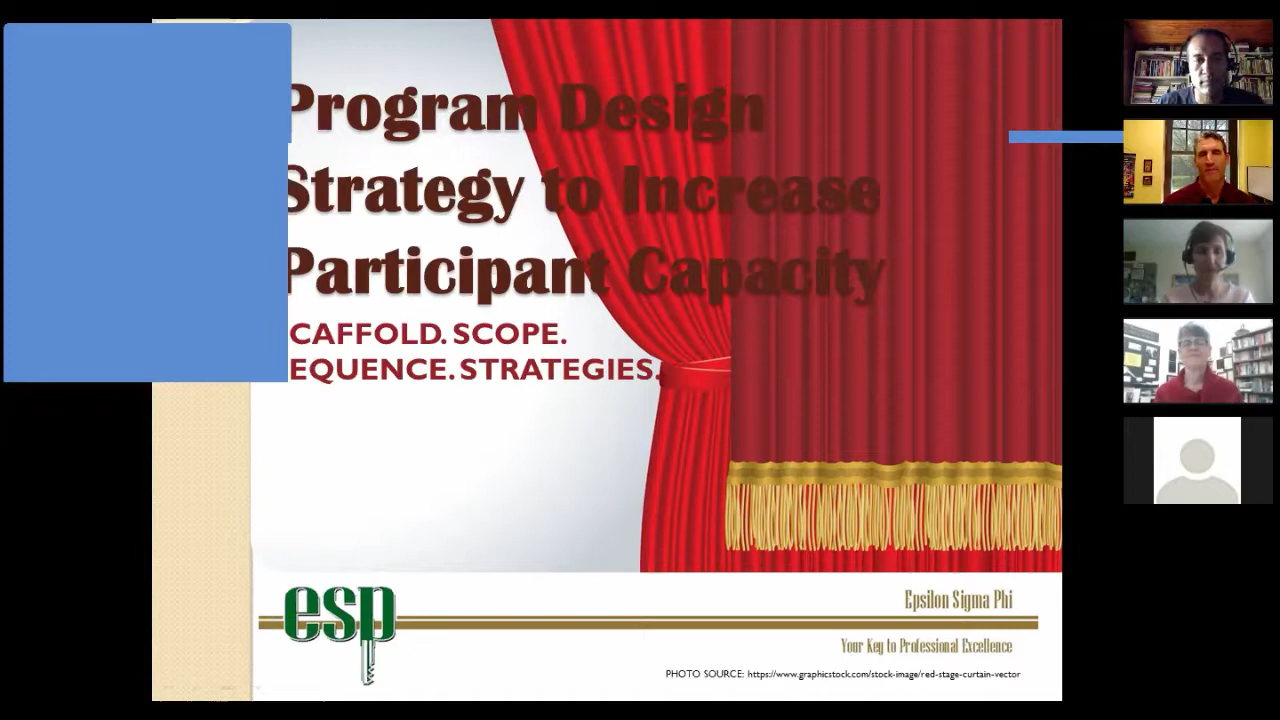 Program Design
Strategy to Increase
Participant Capacity
CAFFOLD. SCOPE.
EQUENCE. STRATEGIES.
esp
Epsilon Sigma Phi
Your Key to Professional Excellence
PHOTO SOURCE: https://www.graphicstock.com/stock-image/red-stage-curtain-vector